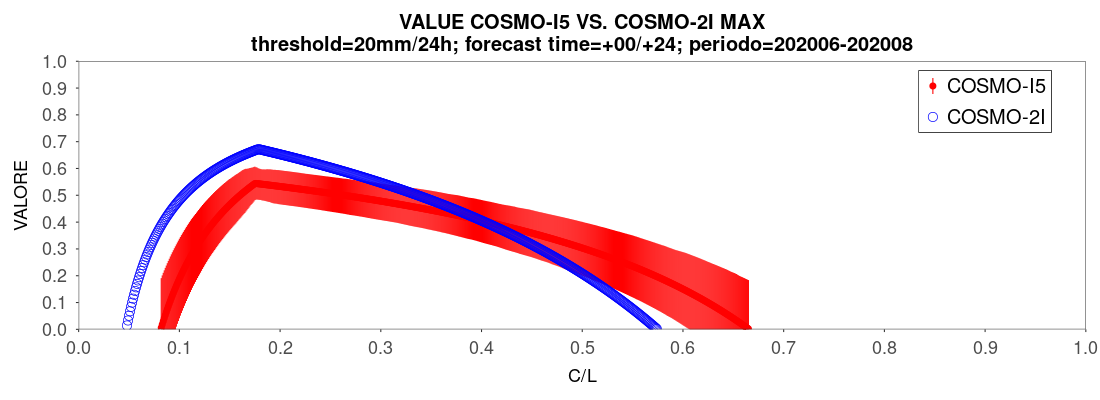 VALUE COSMO-I5 VS. COSMO-2I MAX
threshold=20mm/24h; forecast time=+00/+24; periodo=202006-202008
1.0
0.9
0.8
0.7
0.6
0.5
0.4
0.3
0.2
0.1
0.0
VALORE
COSMO-I5
COSMO-2I
0.0 0.1 0.2 0.3 0.4 0.5 0.6 0.7 0.8 0.9 1.0
C/L